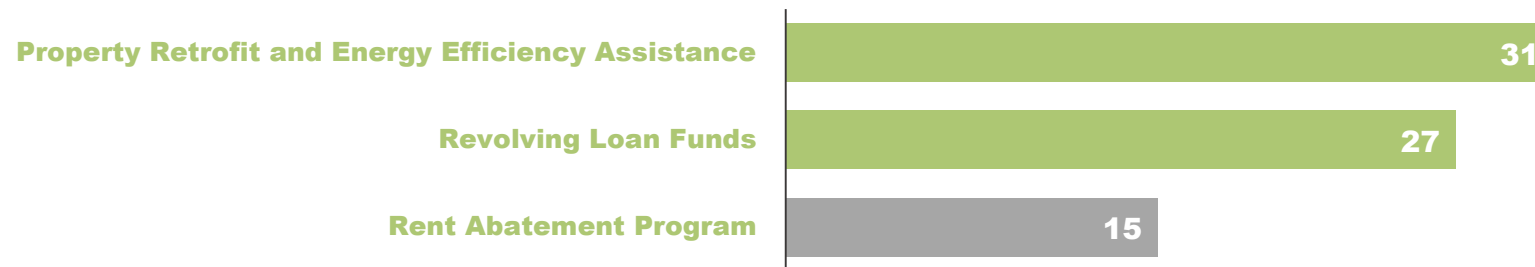 Property Retrofit and Energy Efficiency Assistance 31
Revolving Loan Funds 27
Rent Abatement Program 15